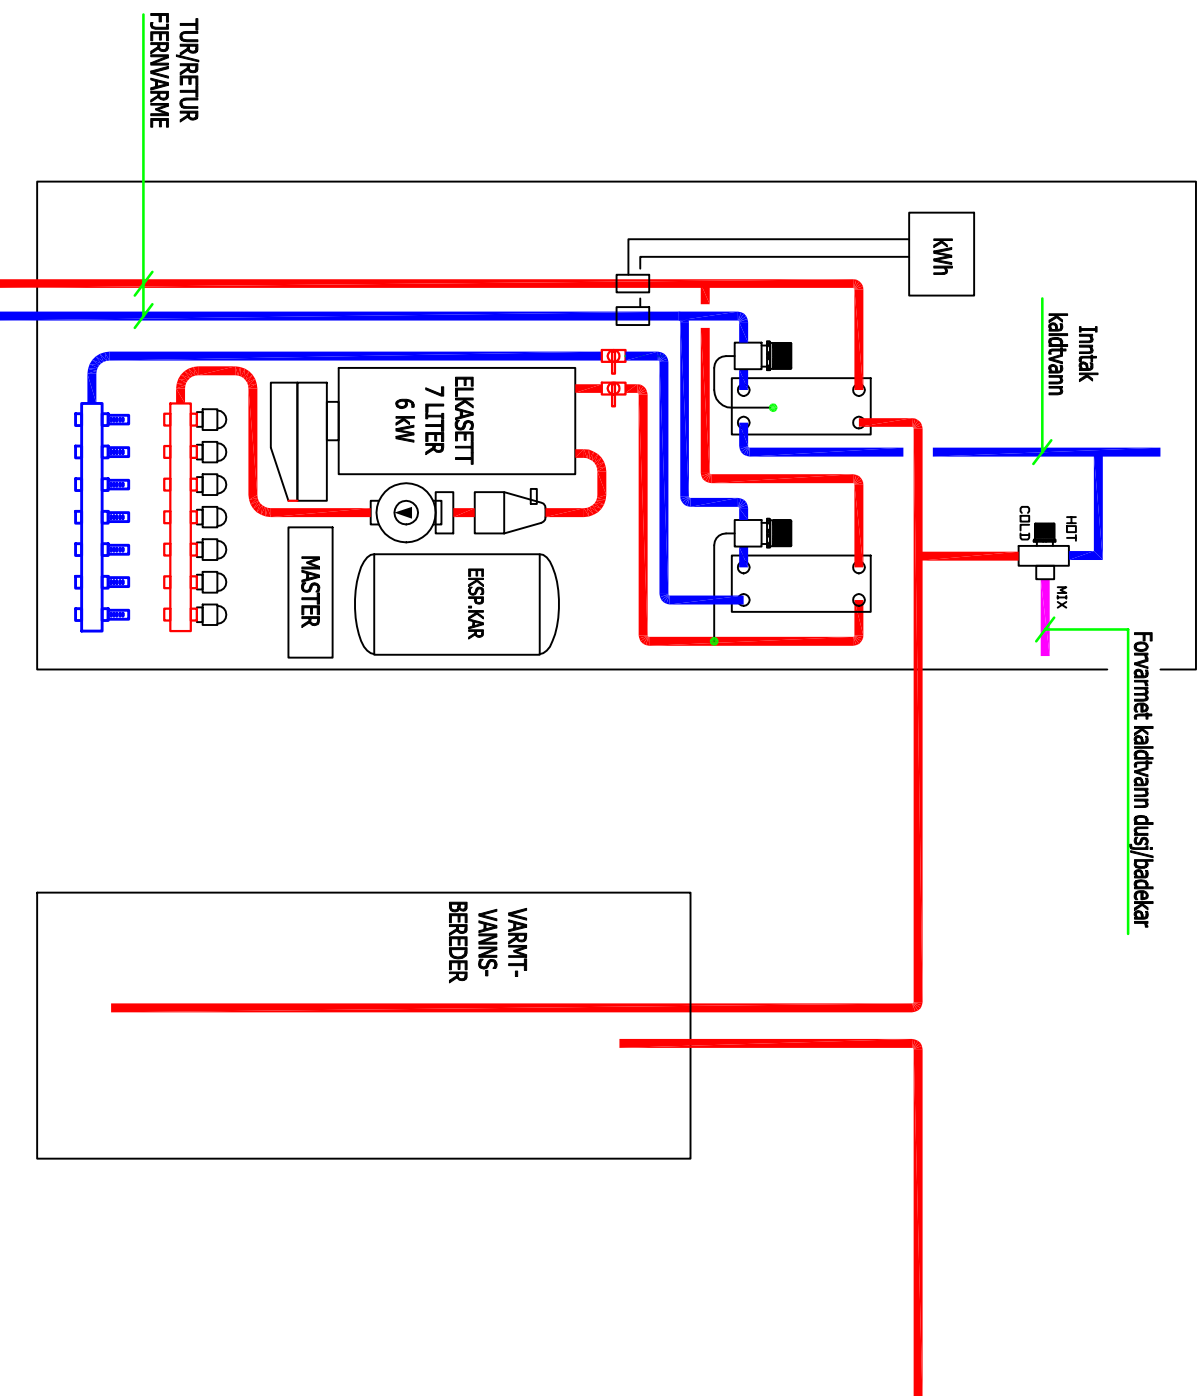 TUR/RETUR
FJERNVARME
kWh
Inntak
kaldtvann
HOT
COLD
MIX
Forvarmet kaldtvann dusj/badekar
ELKASETT
7 LITER
6 kW
MASTER
EKSP.KAR
VARMT-
VANNS-
BEREDER